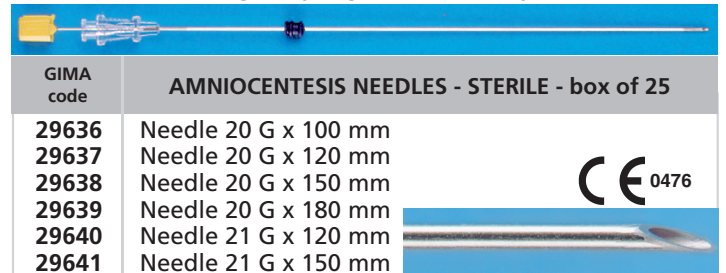 GIMA code
AMNIOCENTESIS NEEDLES - STERILE - box of 25
29636 Needle 20 G x 100 mm
29637 Needle 20 G x 120 mm
29638 Needle 20 G x 150 mm
CE 0476
29639 Needle 20 G x 180 mm
29640 Needle 21 G x 120 mm
29641 Needle 21 G x 150 mm